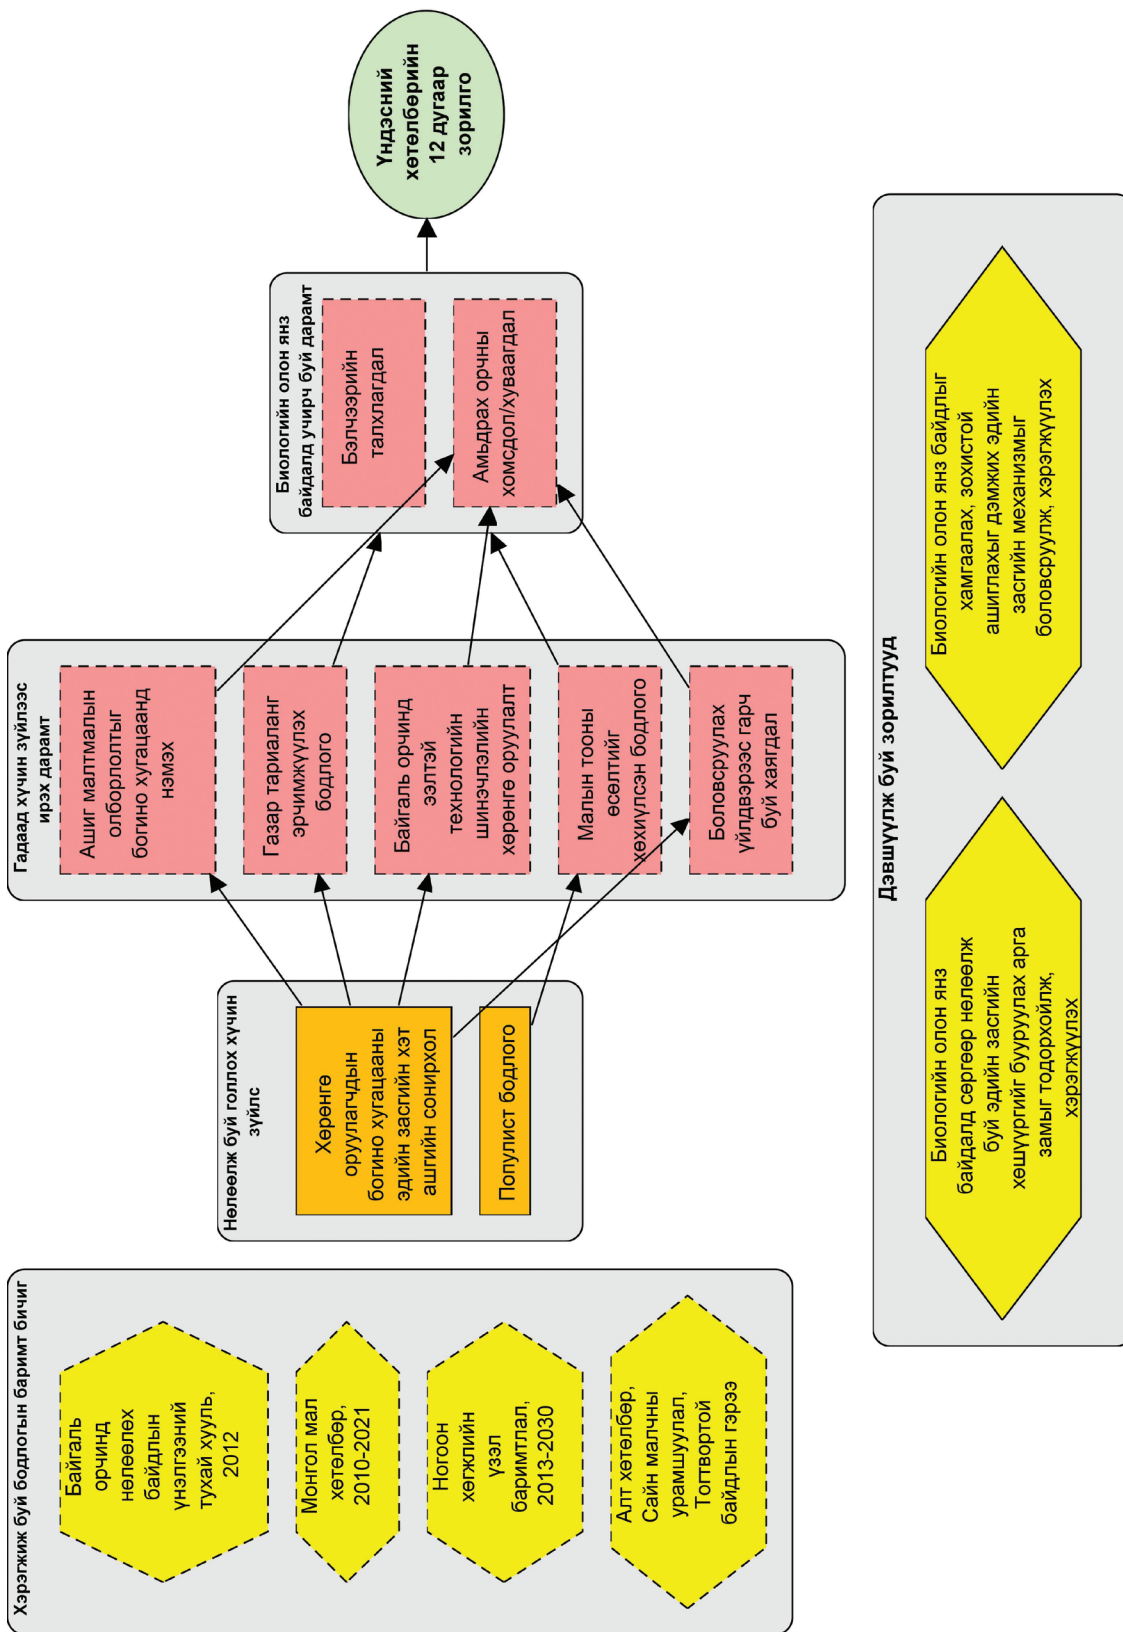 Хэрэгжиж буй бодлогын баримт бичиг
Байгаль
орчинд
нөлөөлөх
байдлын
үнэлгээний
тухай хууль,
2012
Монгол мал
хөтөлбөр,
2010-2021
Ногоон
хөгжлийн
үзэл
баримтлал,
2013-2030
Алт хөтөлбөр,
Сайн малчны
урамшуулал,
Тогтвортой
байдлын гэрээ
Нөлөөлж буй голлох хүчин
зүйлс
Хөрөнгө
оруулагчдын
богино хугацааны
эдийн засгийн хэт
ашгийн сонирхол
Популист бодлого
Гадаад хүчин зүйлээс
ирэх дарамт
Ашиг малтмалын
олборлолтыг
богино хугацаанд
нэмэх
Газар тариаланг
эрчимжүүлэх
бодлого
Байгаль орчинд
ээлтэй
технологийн
шинэчлэлийн
хөрөнгө оруулалт
Малын тооны
өсөлтийг
хөхиүлсэн бодлого
Боловсруулах
үйлдвэрээс гарч
буй хаягдал
Биологийн олон янз
байдалд учирч буй дарамт
Бэлчээрийн
талхлагдал
Амьдрах орчны
хомсдол/хуваагдал
Үндэсний
хөтөлбөрийн
12 дугаар
зорилго
Дэвшүүлж буй зорилтууд
Биологийн олон янз
байдалд сөргөөр нөлөөлж
буй эдийн засгийн
хөшүүргийг бууруулах арга
замыг тодорхойлж,
хэрэгжүүлэх
Биологийн олон янз байдлыг
хамгаалах, зохистой
ашиглахыг дэмжих эдийн
засгийн механизмыг
боловсруулж, хэрэгжүүлэх